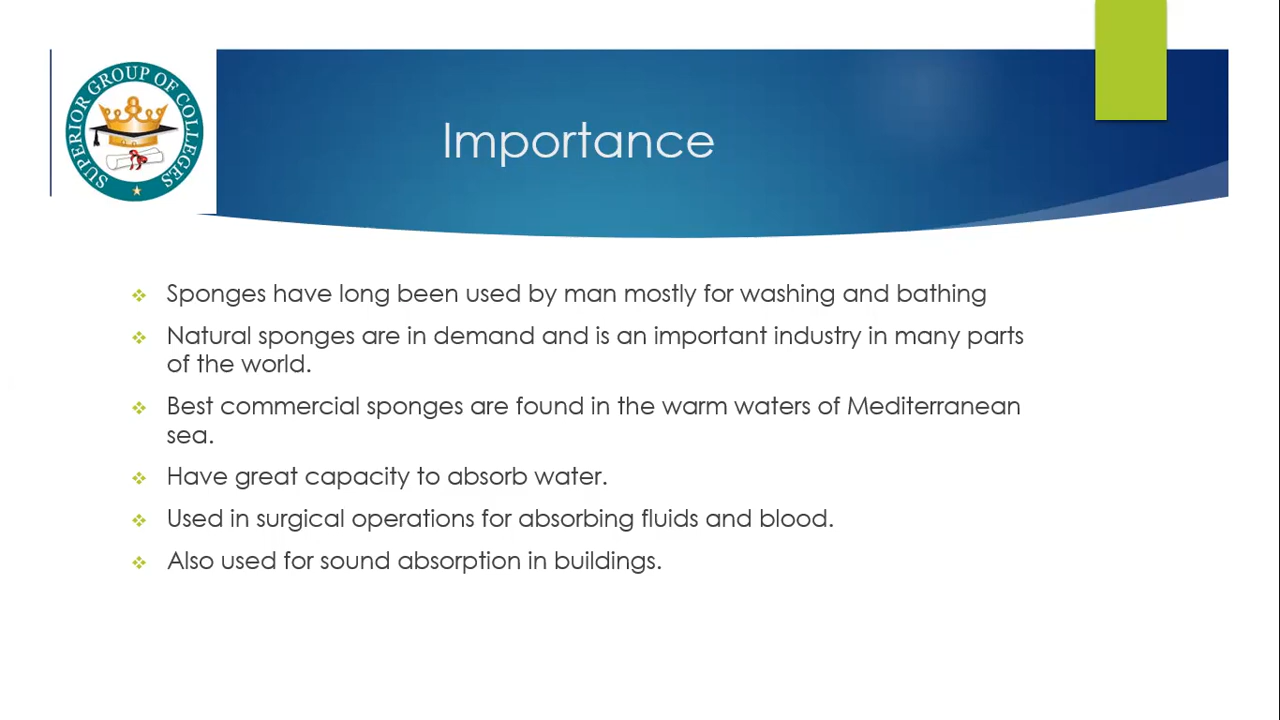 SUPERIOR GROUP OF COLLEGES
Importance
Sponges have long been used by man mostly for washing and bathing
Natural sponges are in demand and is an important industry in many parts
of the world.
Best commercial sponges are found in the warm waters of Mediterranean
sea.
Have great capacity to absorb water.
Used in surgical operations for absorbing fluids and blood.
Also used for sound absorption in buildings.